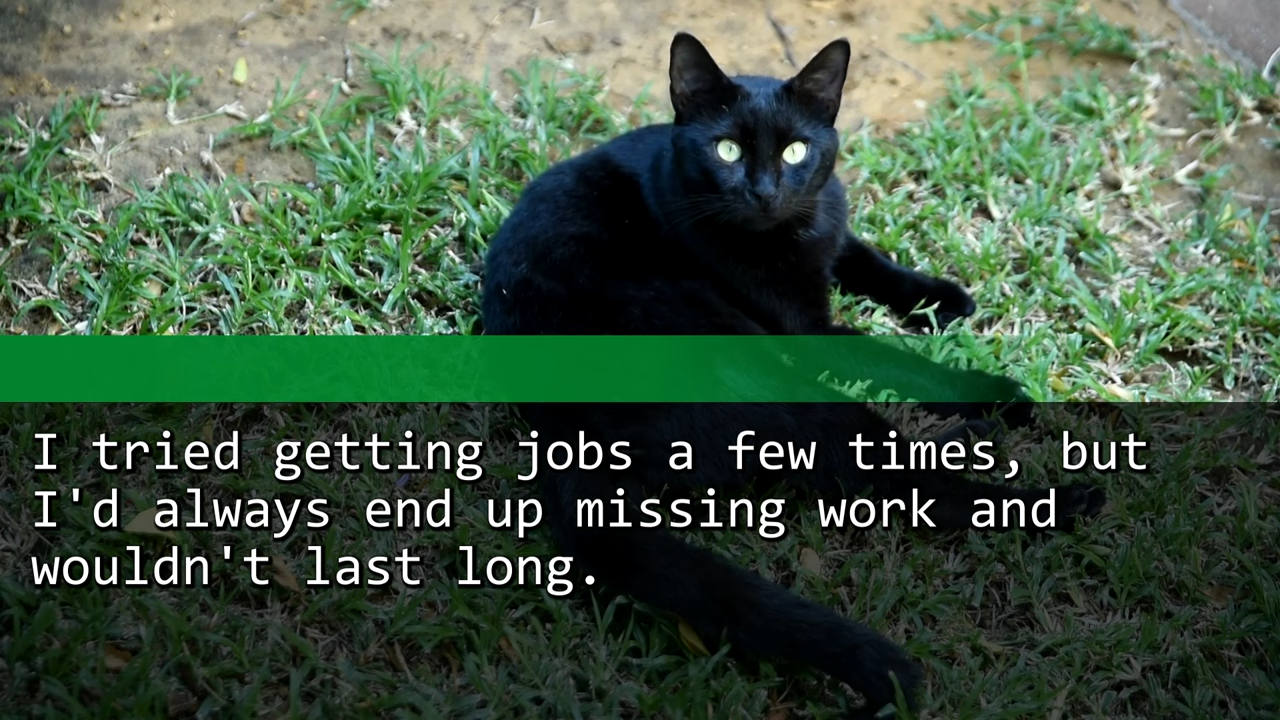 I tried getting jobs a few times, but
I'd always end up missing work and
wouldn't last long.